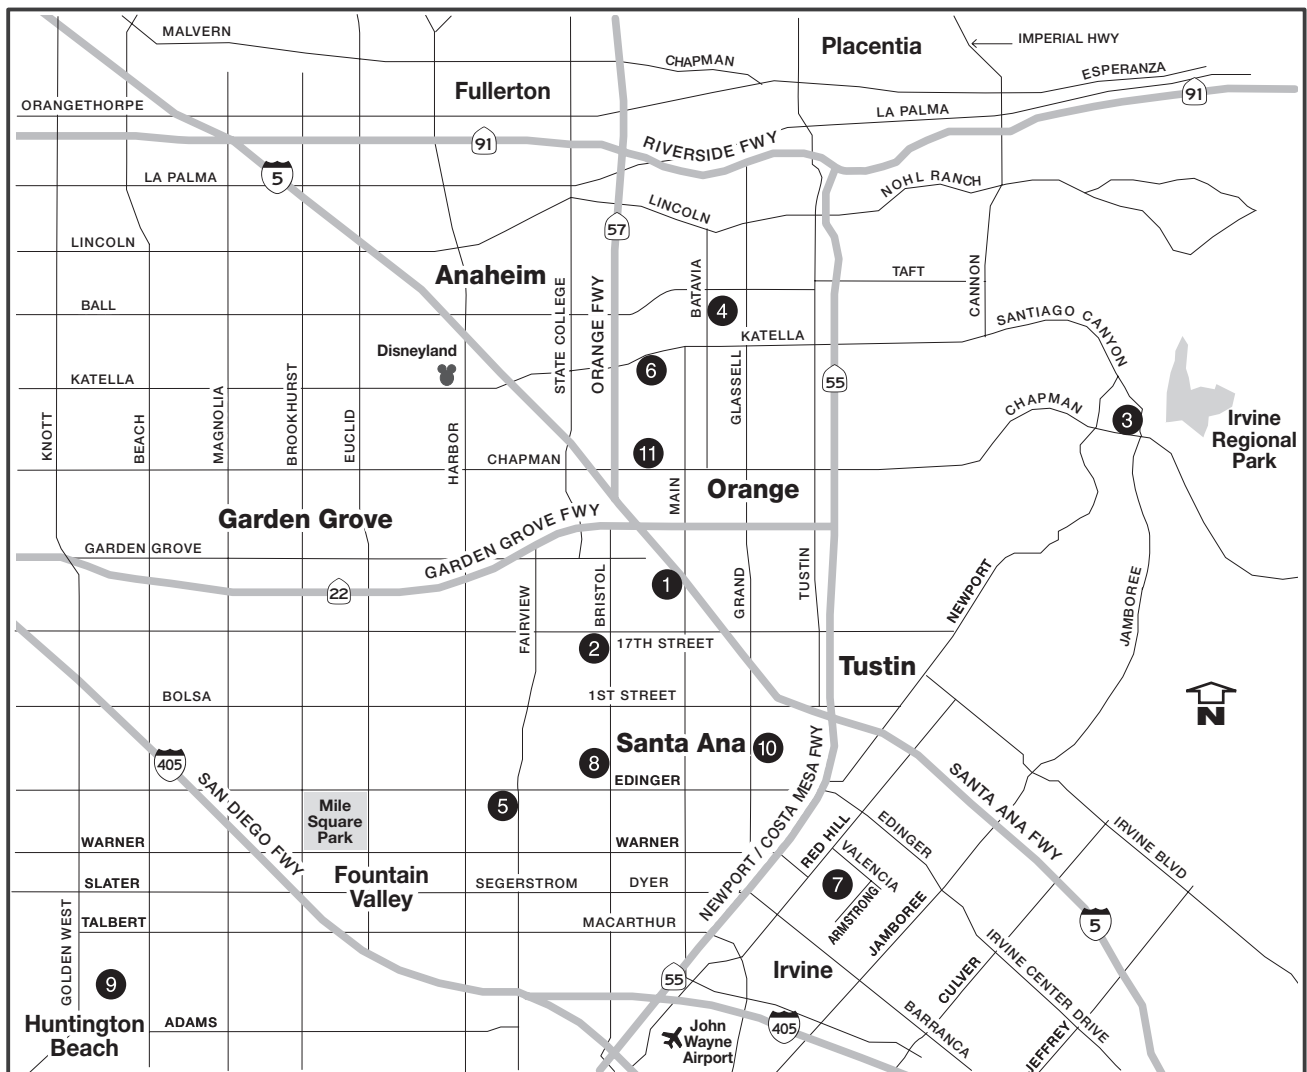 MALVERN
CHAPMAN
Placentia
IMPERIAL HWY
ESPERANZA
Fullerton
ORANGETHORPE
LA PALMA
91
91
RIVERSIDE FWY
LA PALMA
5
NOHL RANCH
LINCOLN
57
LINCOLN
Anaheim
TAFT
BALL
STATE COLLEGE
ORANGE FWY
BATAVIA
4
CANNON
SANTIAGO CANYON
KATELLA
Disneyland
KATELLA
6
GLASSELL
55
CHAPMAN
3
Irvine
Regional
Park
KNOTT
BEACH
MAGNOLIA
BROOKHURST
EUCLID
HARBOR
CHAPMAN
11
MAIN
Orange
Garden Grove
GARDEN GROVE FWY
GARDEN GROVE
22
FAIRVIEW
BRISTOL
1
GRAND
TUSTIN
NEWPORT
JAMBOREE
2
17TH STREET
Tustin
BOLSA
1ST STREET
N
405
SAN DIEGO FWY
8
Santa Ana
10
EDINGER
NEWPORT / COSTA MESA FWY
SANTA ANA FWY
5
Mile
Square
Park
WARNER
WARNER
RED HILL
EDINGER
IRVINE BLVD
VALENCIA
7
ARMSTRONG
JAMBOREE
SLATER
Fountain
Valley
SEGERSTROM
DYER
TALBERT
MACARTHUR
5
GOLDEN WEST
9
55
Irvine
CULVER
IRVINE CENTER DRIVE
BARRANCA
JEFFREY
Huntington
Beach
ADAMS
John
Wayne
Airport
405